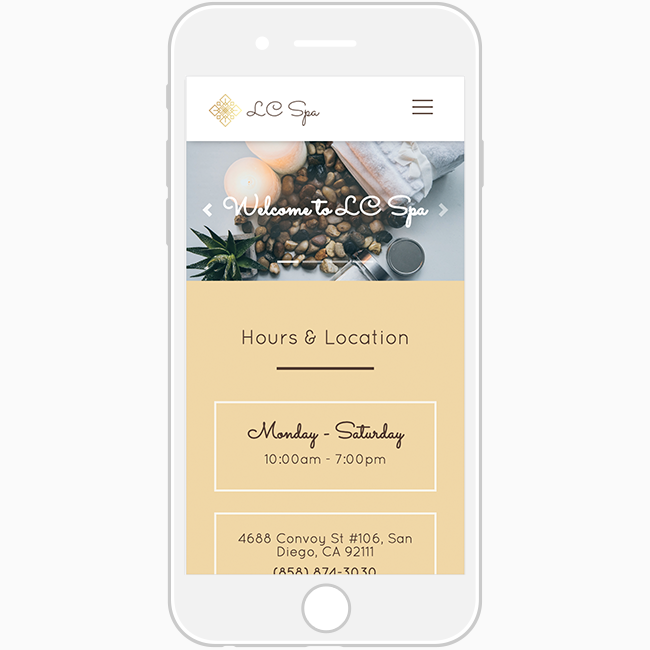 LC Spa
Welcome to LC Spa
Hours & Location
Monday - Saturday
10:00am - 7:00pm
4688 Convoy St #106, San
Diego, CA 92111
(858) 874-3030